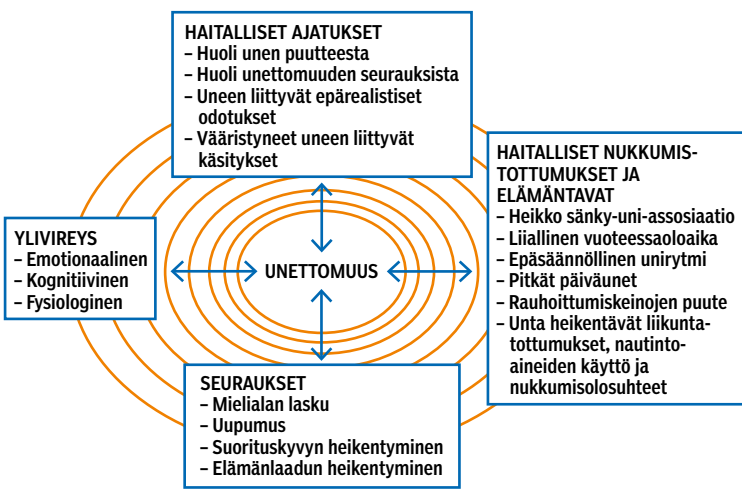 HAITALLISET AJATUKSET
– Huoli unen puutteesta
– Huoli unettomuuden seurauksista
– Uneen liittyvät epärealistiset
odotukset
– Vääristyneet uneen liittyvät
käsitykset
HAITALLISET NUKKUMIS-
TOTTUMUKSET JA
ELÄMÄNTAVAT
– Heikko sänky-uni-assosiaatio
– Liiallinen vuoteessaoloaika
– Epäsäännöllinen unirytmi
– Pitkät päiväunet
– Rauhoittumiskeinojen puute
– Unta heikentävät liikunta-
tottumukset, nautinto-
aineiden käyttö ja
nukkumisolosuhteet
YLIVIREYS
– Emotionaalinen
– Kognitiivinen
– Fysiologinen
UNETTOMUUS
SEURAUKSET
– Mielialan lasku
– Uupumus
– Suorituskyvyn heikentyminen
– Elämänlaadun heikentyminen